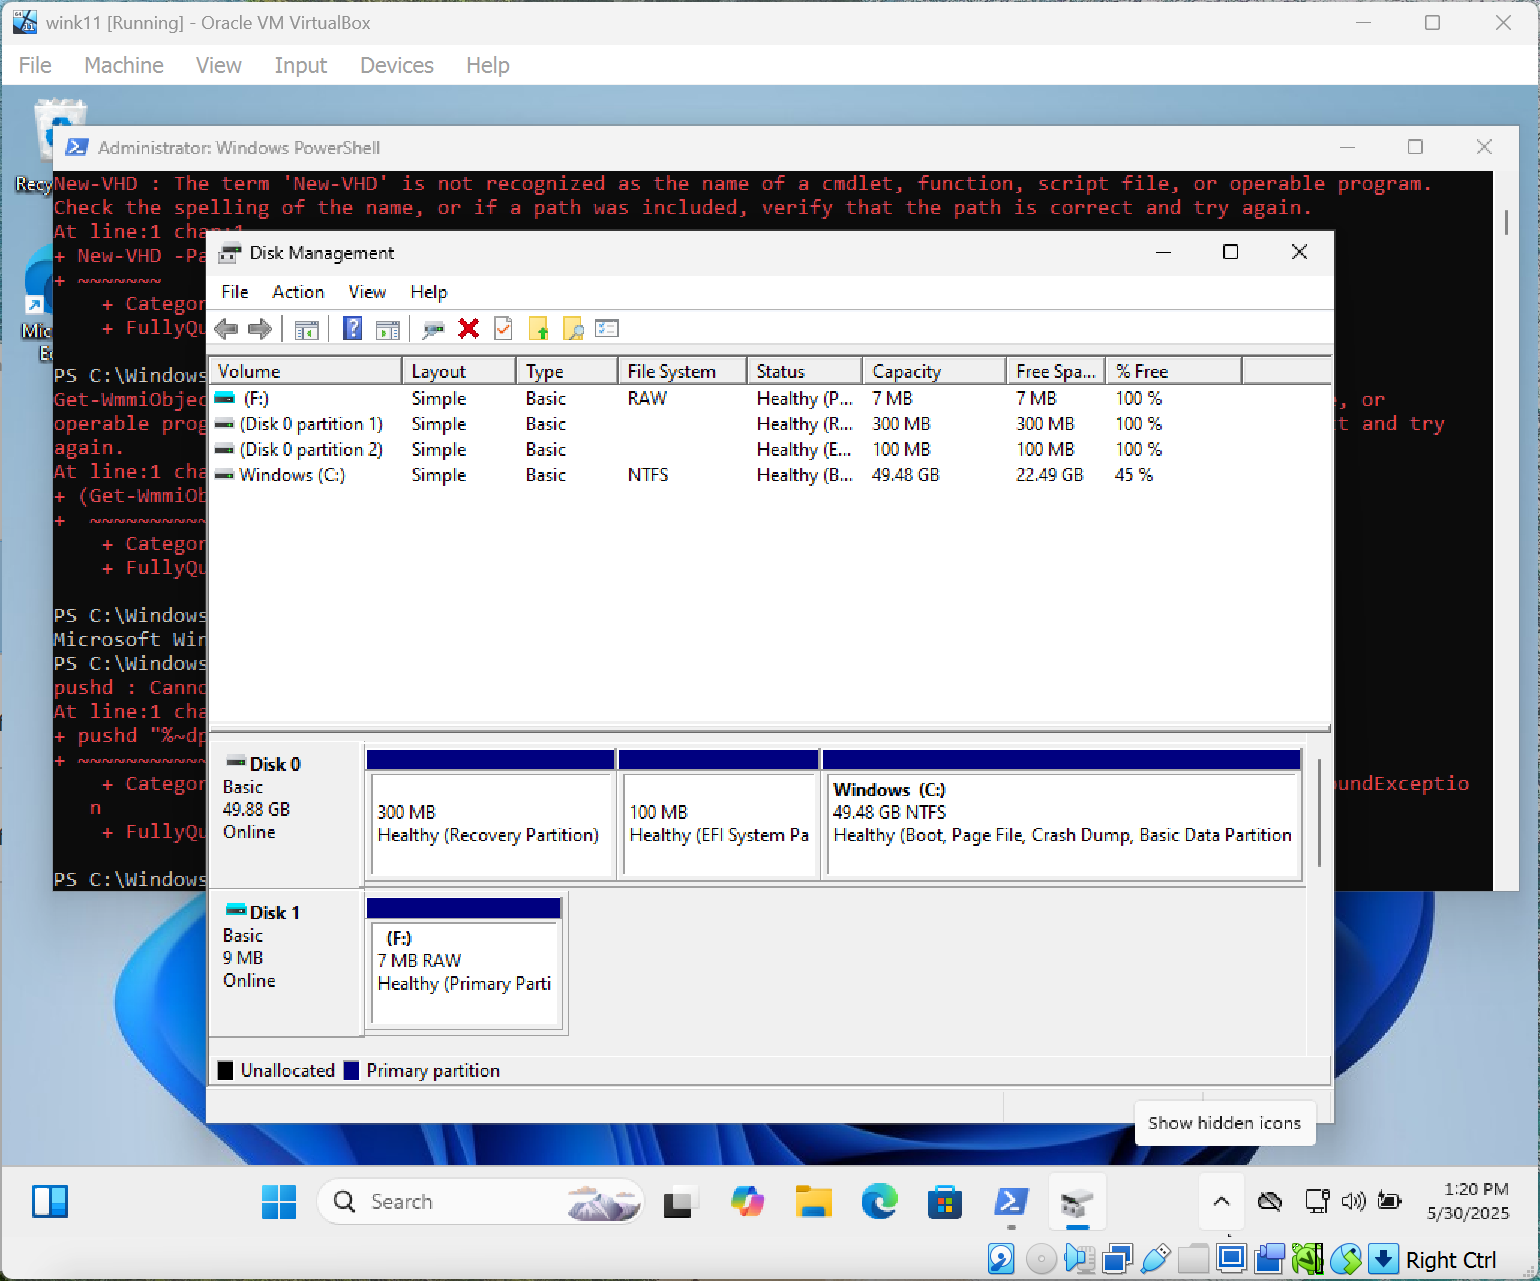 wink11 [Running] - Oracle VM VirtualBox
File Machine View Input Devices Help
Administrator: Windows PowerShell
New-VHD : The term 'New-VHD' is not recognized as the name of a cmdlet, function, script file, or operable program.
Check the spelling of the name, or if a path was included, verify that the path is correct and try again.
At line:1 char:1
+ New-VHD -Pa
+ ~~~~~~~
+ Categor
+ FullyQu
PS C:\Windows
Get-WmmiObjec , or
operable prog t and try
again.
At line:1 cha
+ (Get-WmmiOb
+ ~~~~~~~~~~
+ Categor
+ FullyQu
PS C:\Windows
Microsoft Win
PS C:\Windows
pushd : Canno
At line:1 cha
+ pushd "%~dp
+ ~~~~~~~~~~~
+ Categor undExceptio
n
+ FullyQu
PS C:\Windows
Recy
Mic
Ec
Disk Management
File Action View Help
Volume Layout Type File System Status Capacity Free Spa... % Free
(F:) Simple Basic RAW Healthy (P... 7 MB 7 MB 100 %
(Disk 0 partition 1) Simple Basic Healthy (R... 300 MB 300 MB 100 %
(Disk 0 partition 2) Simple Basic Healthy (E... 100 MB 100 MB 100 %
Windows (C:) Simple Basic NTFS Healthy (B... 49.48 GB 22.49 GB 45 %
Disk 0
Basic
49.88 GB
Online
300 MB
Healthy (Recovery Partition)
100 MB
Healthy (EFI System Pa
Windows (C:)
49.48 GB NTFS
Healthy (Boot, Page File, Crash Dump, Basic Data Partition
Disk 1
Basic
9 MB
Online
(F:)
7 MB RAW
Healthy (Primary Parti
Unallocated Primary partition
Show hidden icons
Search
1:20 PM
5/30/2025
Right Ctrl